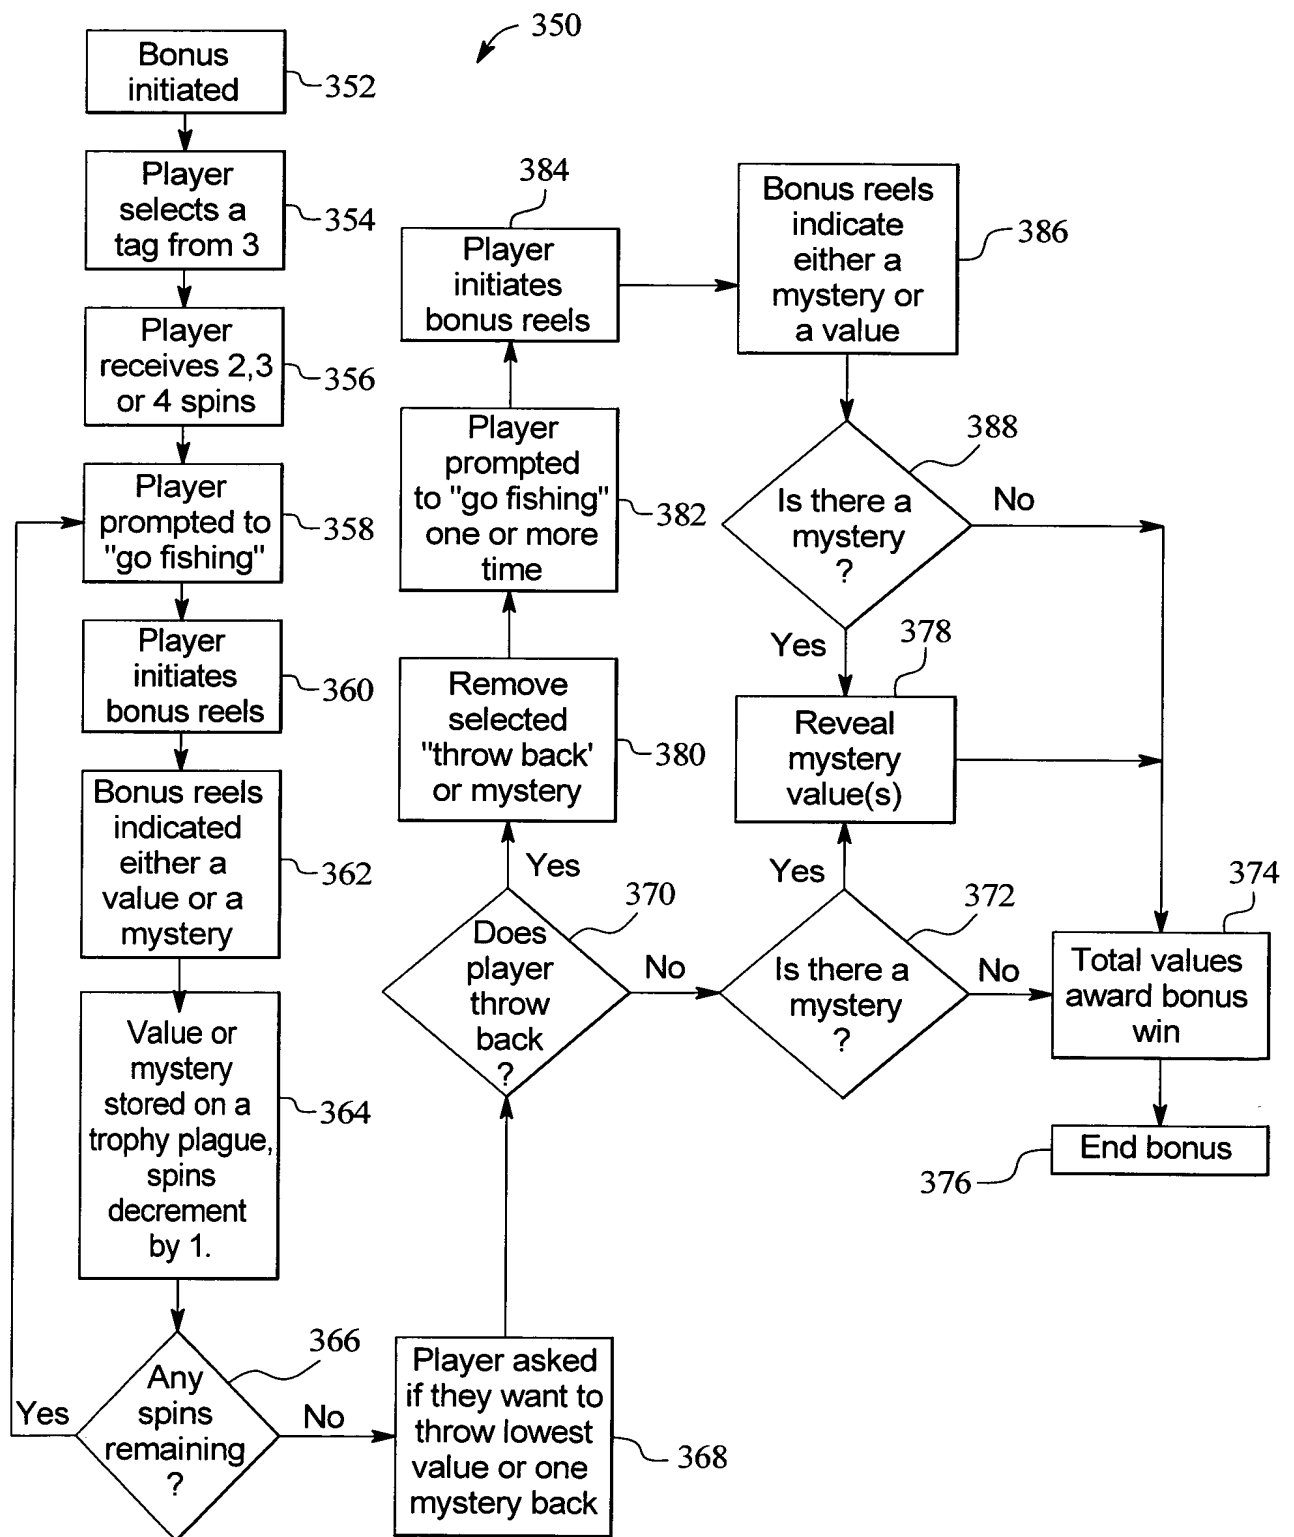 350
Bonus
initiated
352
Player
selects a
tag from 3
354
Player
receives 2,3
or 4 spins
356
Player
prompted to
"go fishing"
358
Player
initiates
bonus reels
360
Bonus reels
indicated
either a
value or a
mystery
362
Value or
mystery
stored on a
trophy plague,
spins
decrement
by 1.
364
Any
spins
remaining
?
366
Yes
No
Player asked
if they want to
throw lowest
value or one
mystery back
368
Does
player
throw
back
?
370
Yes
No
Remove
selected
"throw back'
or mystery
380
Player
prompted
to "go fishing"
one or more
time
382
Player
initiates
bonus reels
384
Bonus reels
indicate
either a
mystery or
a value
386
Is there a
mystery
?
388
No
Yes
Reveal
mystery
value(s)
378
Yes
Is there a
mystery
?
372
No
Total values
award bonus
win
374
End bonus
376